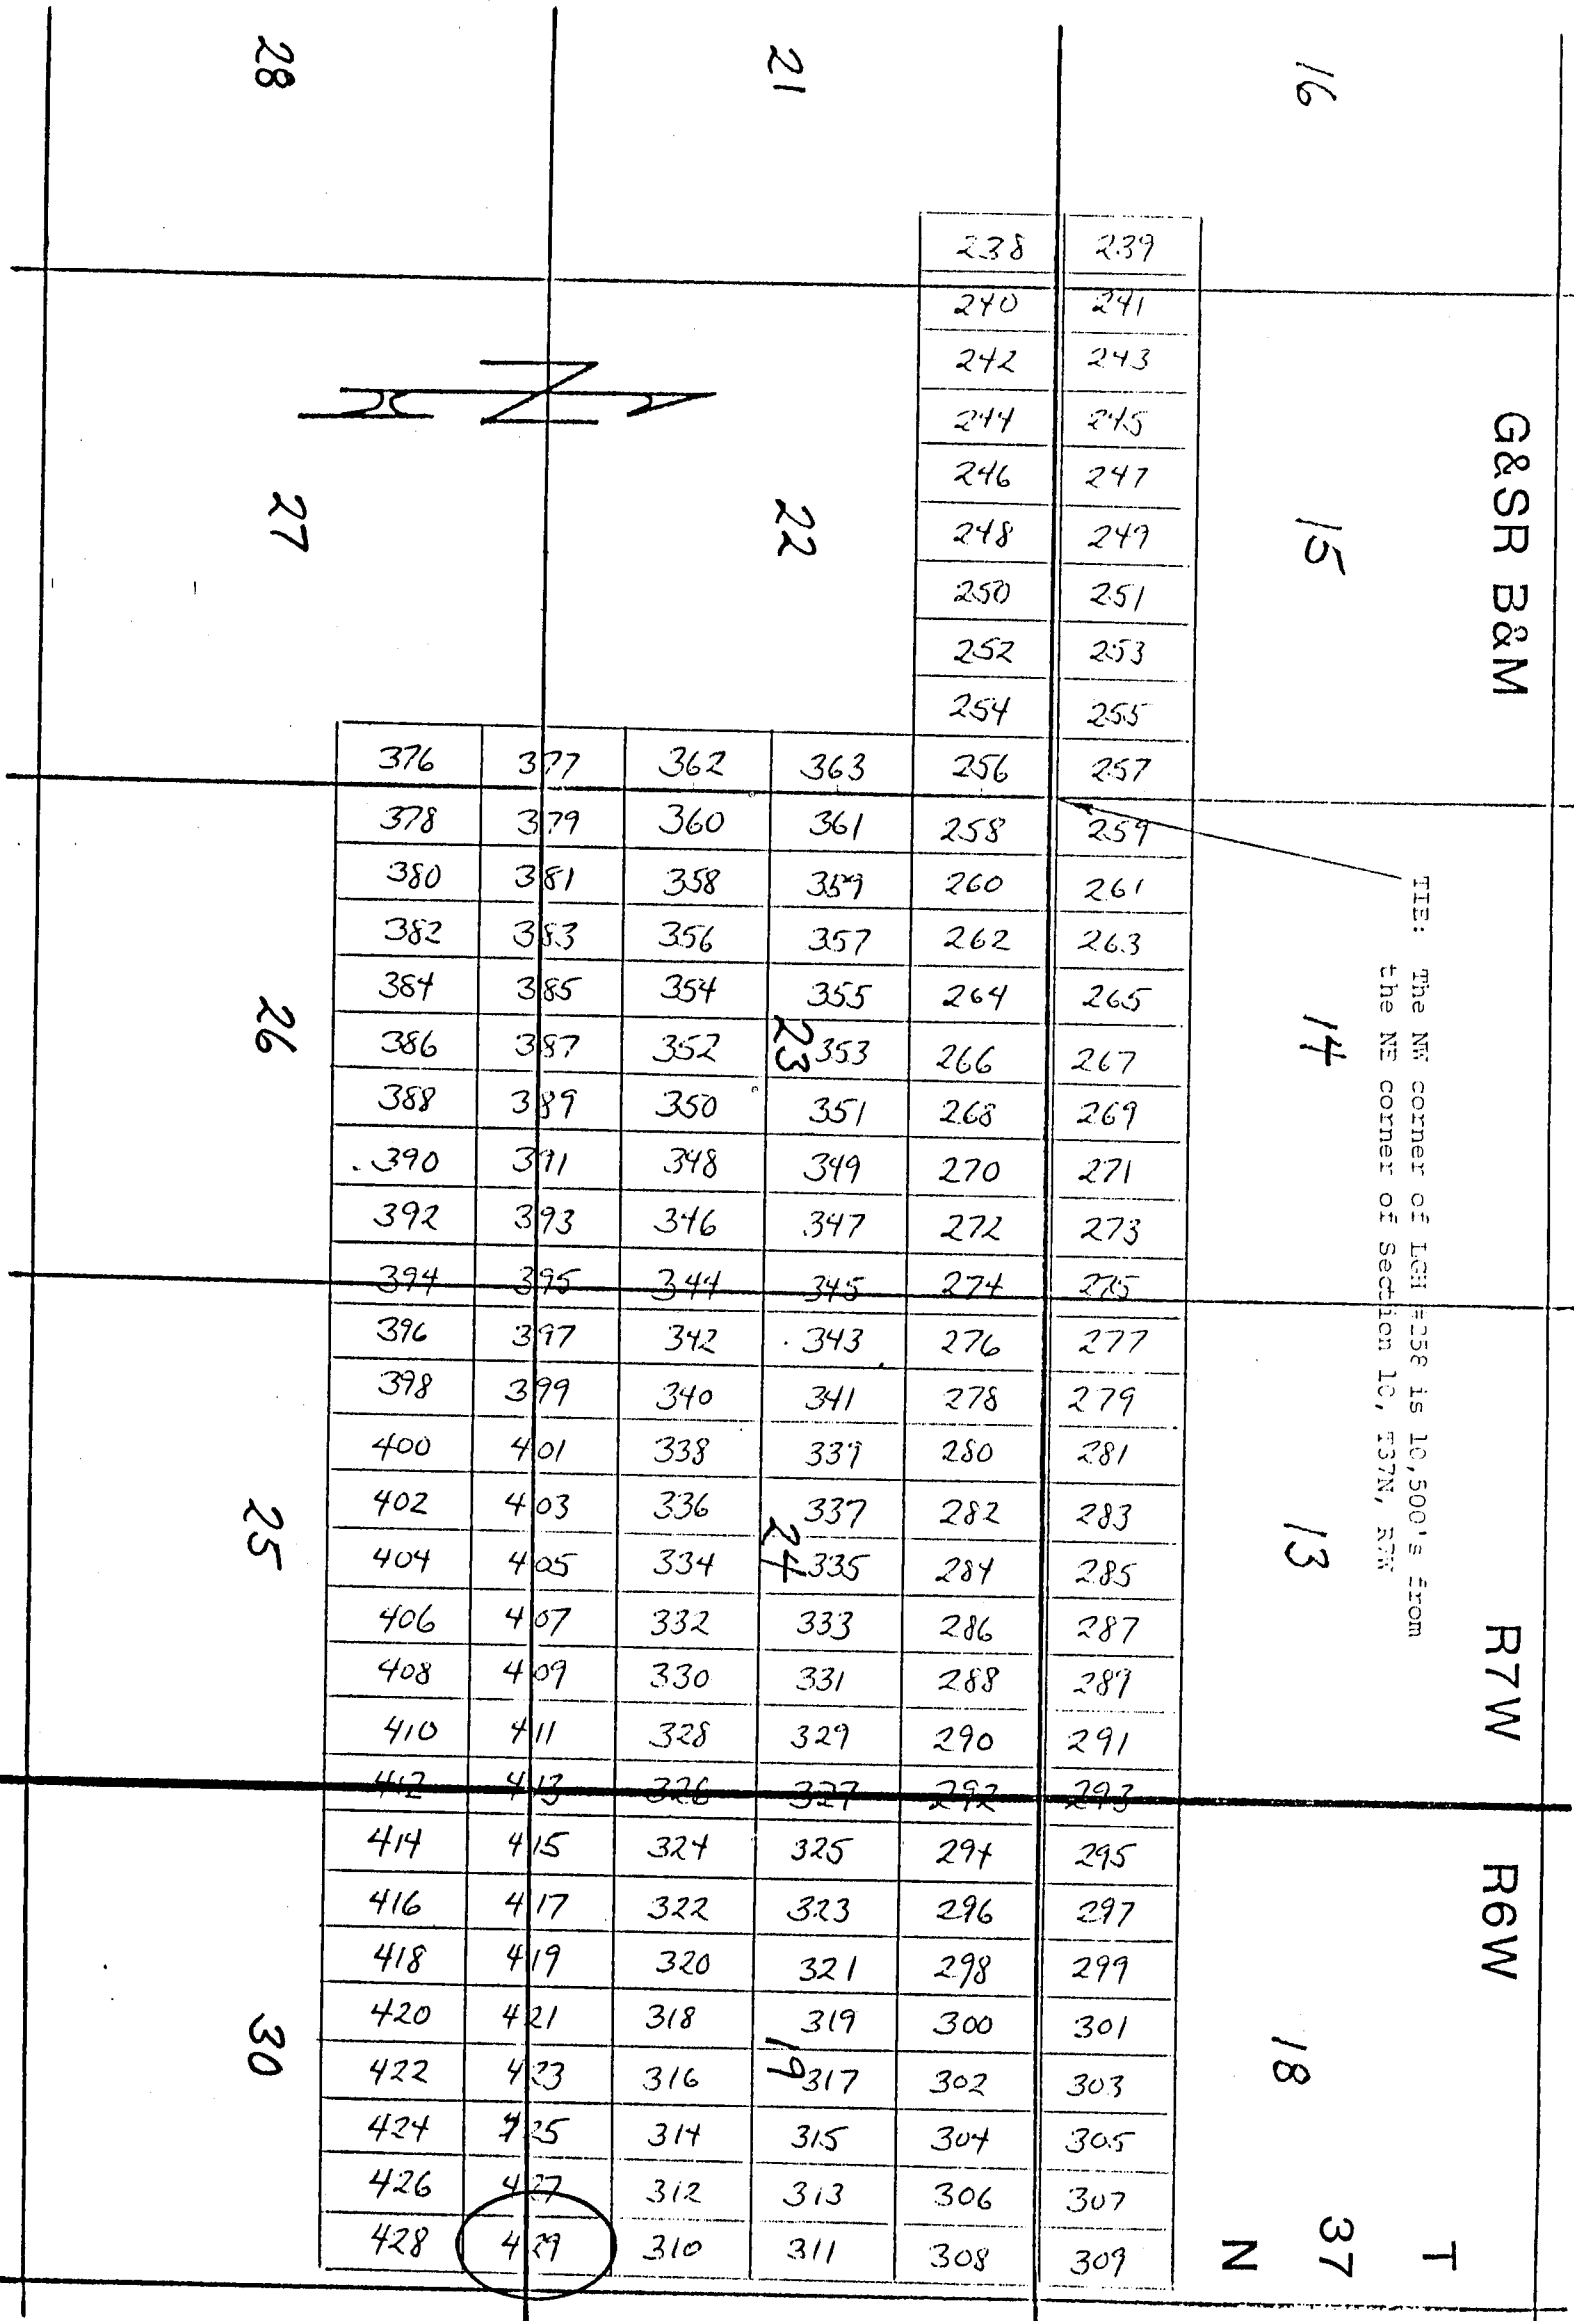 G&SR B&M
R7W
R6W
T
37
N
16
15
14
13
18
TIE: The NW corner of LCH #258 is 10,500's from
the NE corner of Section 10, T37N, R7W
21
22
23
24
19
28
27
26
25
30
N
238 239
240 241
242 243
244 245
246 247
248 249
250 251
252 253
254 255
376 377 362 363 256 257
378 379 360 361 258 259
380 381 358 359 260 261
382 383 356 357 262 263
384 385 354 355 264 265
386 387 352 353 266 267
388 389 350 351 268 269
390 391 348 349 270 271
392 393 346 347 272 273
394 395 344 345 274 275
396 397 342 343 276 277
398 399 340 341 278 279
400 401 338 339 280 281
402 403 336 337 282 283
404 405 334 335 284 285
406 407 332 333 286 287
408 409 330 331 288 289
410 411 328 329 290 291
412 413 326 327 292 293
414 415 324 325 294 295
416 417 322 323 296 297
418 419 320 321 298 299
420 421 318 319 300 301
422 423 316 317 302 303
424 425 314 315 304 305
426 427 312 313 306 307
428 429 310 311 308 309